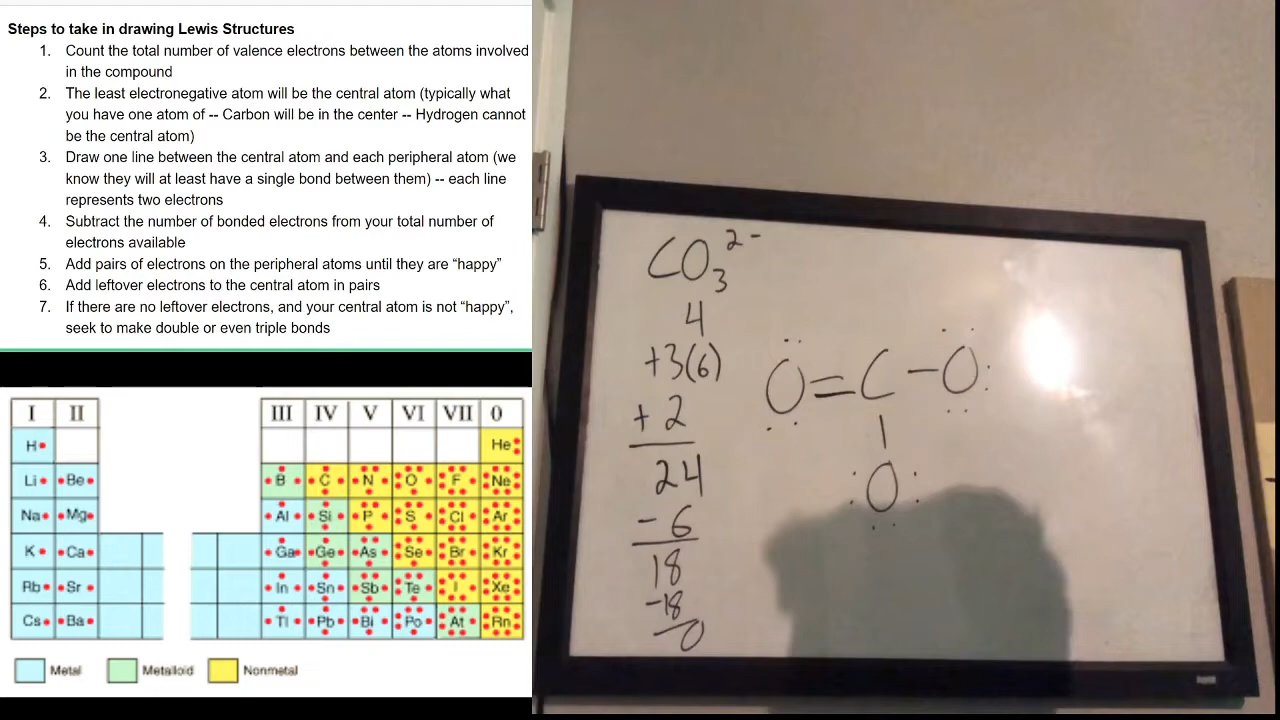 Steps to take in drawing Lewis Structures
1. Count the total number of valence electrons between the atoms involved
in the compound
2. The least electronegative atom will be the central atom (typically what
you have one atom of -- Carbon will be in the center -- Hydrogen cannot
be the central atom)
3. Draw one line between the central atom and each peripheral atom (we
know they will at least have a single bond between them) -- each line
represents two electrons
4. Subtract the number of bonded electrons from your total number of
electrons available
5. Add pairs of electrons on the peripheral atoms until they are “happy”
6. Add leftover electrons to the central atom in pairs
7. If there are no leftover electrons, and your central atom is not “happy”,
seek to make double or even triple bonds
I II III IV V VI VII 0
H He
Li Be B C N O F Ne
Na Mg Al Si P S Cl Ar
K Ca Ga Ge As Se Br Kr
Rb Sr In Sn Sb Te I Xe
Cs Ba Tl Pb Bi Po At Rn
Metal Metalloid Nonmetal
CO₃²⁻
4
+3(6)
+ 2
24
- 6
18
-18
0
O=C-O
|
O